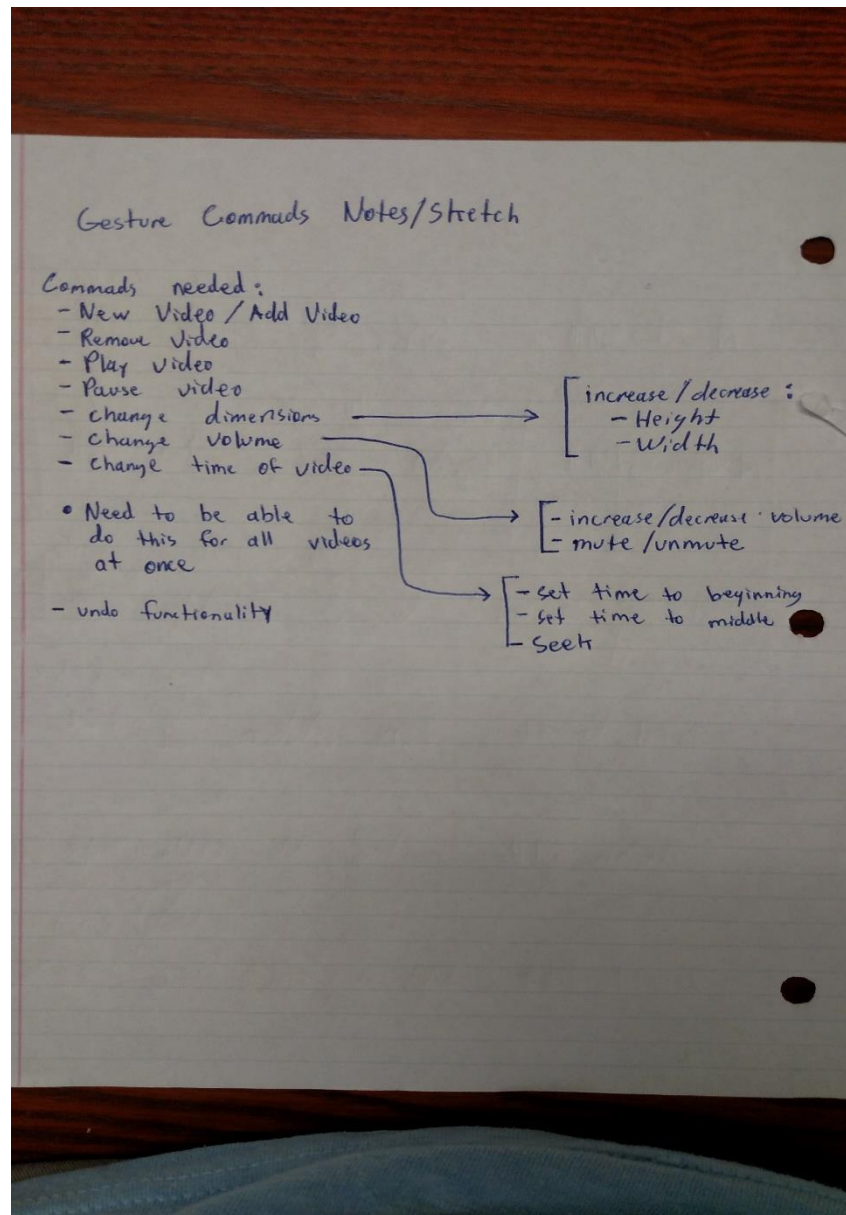 Gesture Commads Notes/Stretch
Commads needed:
- New Video / Add Video
- Remove Video
- Play video
- Pause video
- change dimensions
- change volume
- change time of video
• Need to be able to
do this for all videos
at once
- undo functionality
increase/decrease:
- Height
- Width
- increase/decrease volume
- mute/unmute
- set time to beginning
- set time to middle
- Seek